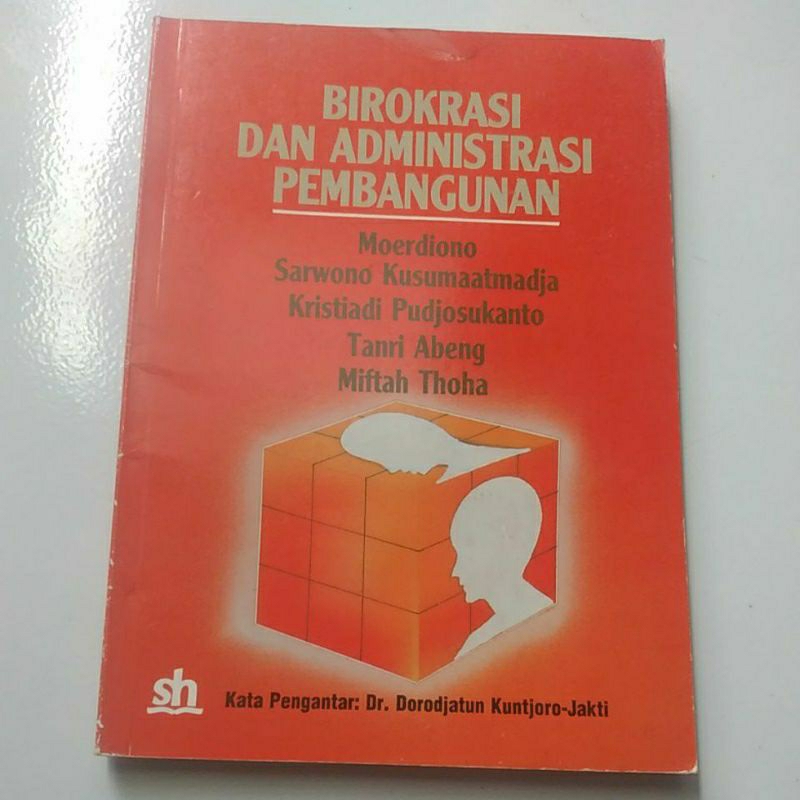 BIROKRASI
DAN ADMINISTRASI
PEMBANGUNAN
Moerdiono
Sarwono Kusumaatmadja
Kristiadi Pudjosukanto
Tanri Abeng
Miftah Thoha
sh
Kata Pengantar: Dr. Dorodjatun Kuntjoro-Jakti